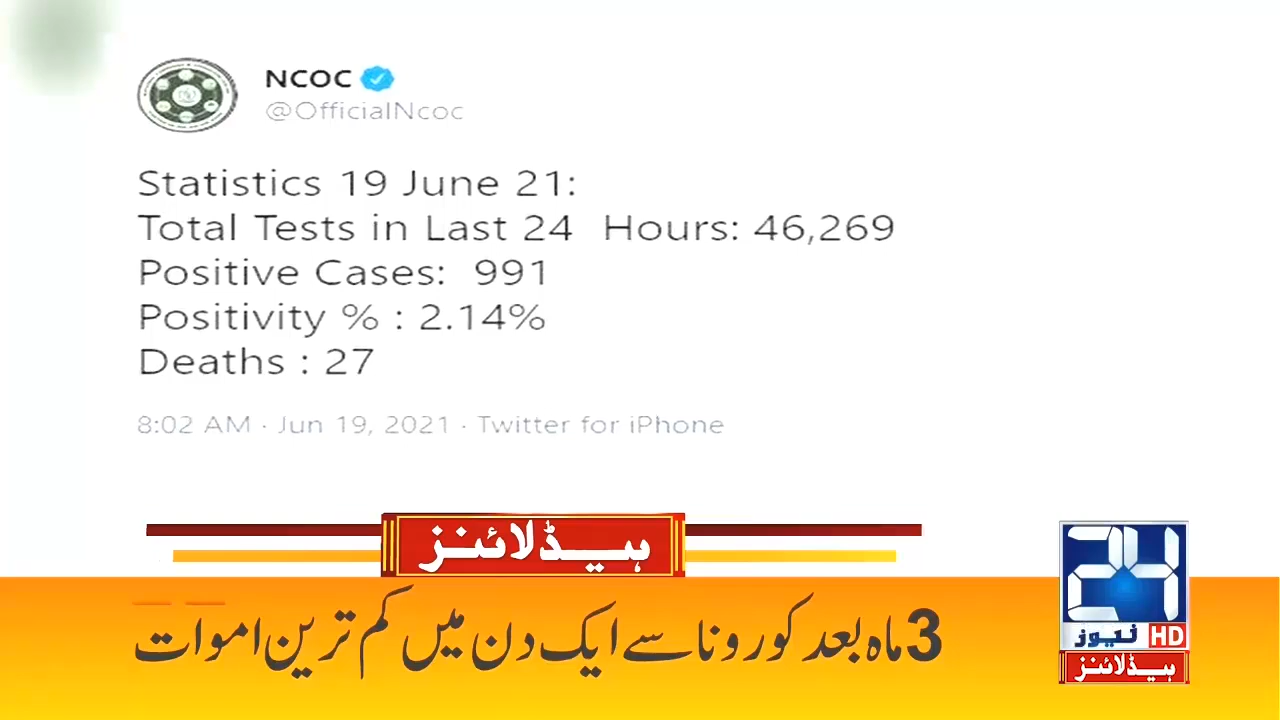 NCOC
@OfficialNcoc
Statistics 19 June 21:
Total Tests in Last 24 Hours: 46,269
Positive Cases: 991
Positivity % : 2.14%
Deaths : 27
8:02 AM · Jun 19, 2021 · Twitter for iPhone
ہیڈلائنز
3 ماہ بعد کورونا سے ایک دن میں کم ترین اموات
24
نیوز HD
ہیڈلائنز